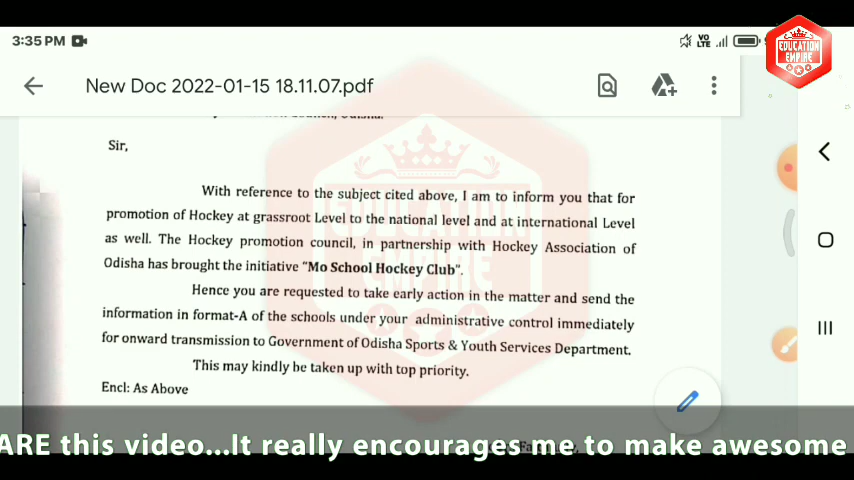 3:35 PM
VO
LTE
EDUCATION
EMPIRE
New Doc 2022-01-15 18.11.07.pdf
Sir,
With reference to the subject cited above, I am to inform you that for
promotion of Hockey at grassroot Level to the national level and at international Level
as well. The Hockey promotion council, in partnership with Hockey Association of
Odisha has brought the initiative "Mo School Hockey Club".
Hence you are requested to take early action in the matter and send the
information in format-A of the schools under your administrative control immediately
for onward transmission to Government of Odisha Sports & Youth Services Department.
This may kindly be taken up with top priority.
Encl: As Above
ARE this video...It really encourages me to make awesome
EDUCATION
EMPIRE